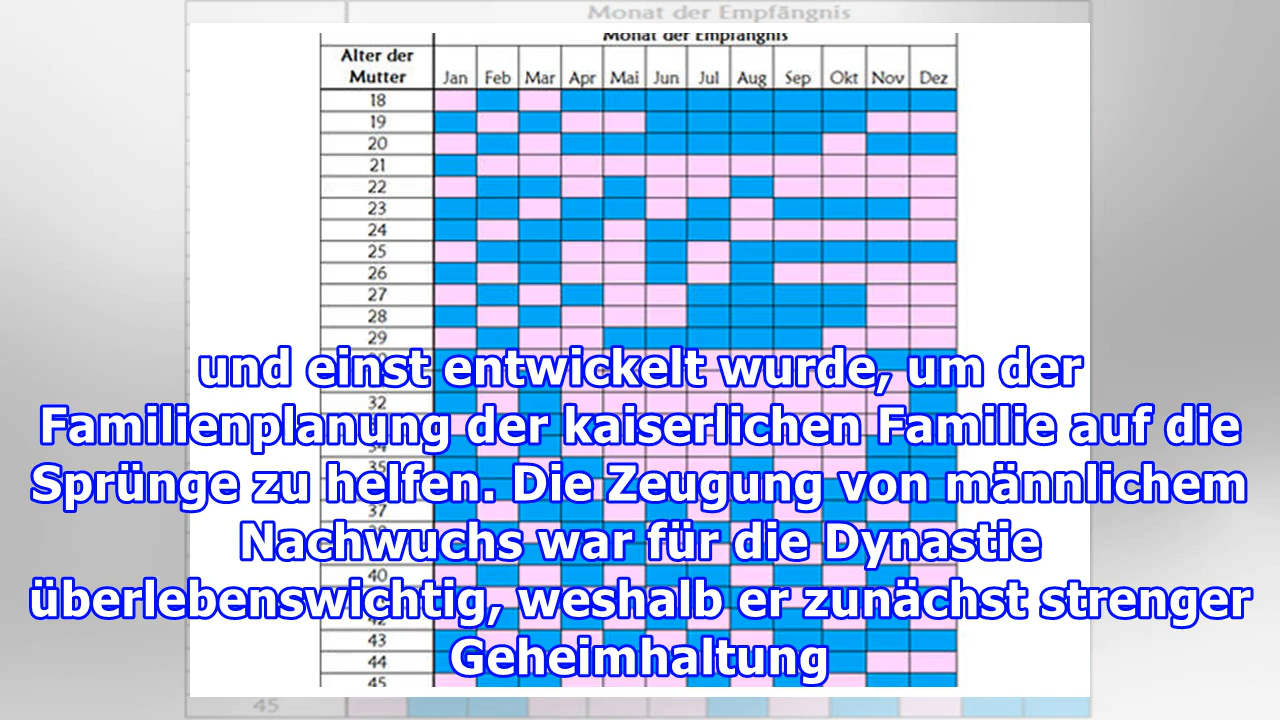 Monat der Empfängnis
Monat der Empfängnis
Alter der
Mutter Jan Feb Mar Apr Mai Jun Jul Aug Sep Okt Nov Dez
18
19
20
21
22
23
24
25
26
27
28
29
und einst entwickelt wurde, um der
32
Familienplanung der kaiserlichen Familie auf die
34
35
Sprünge zu helfen. Die Zeugung von männlichem
37
Nachwuchs war für die Dynastie
40
überlebenswichtig, weshalb er zunächst strenger
42
43
Geheimhaltung
44
45
45